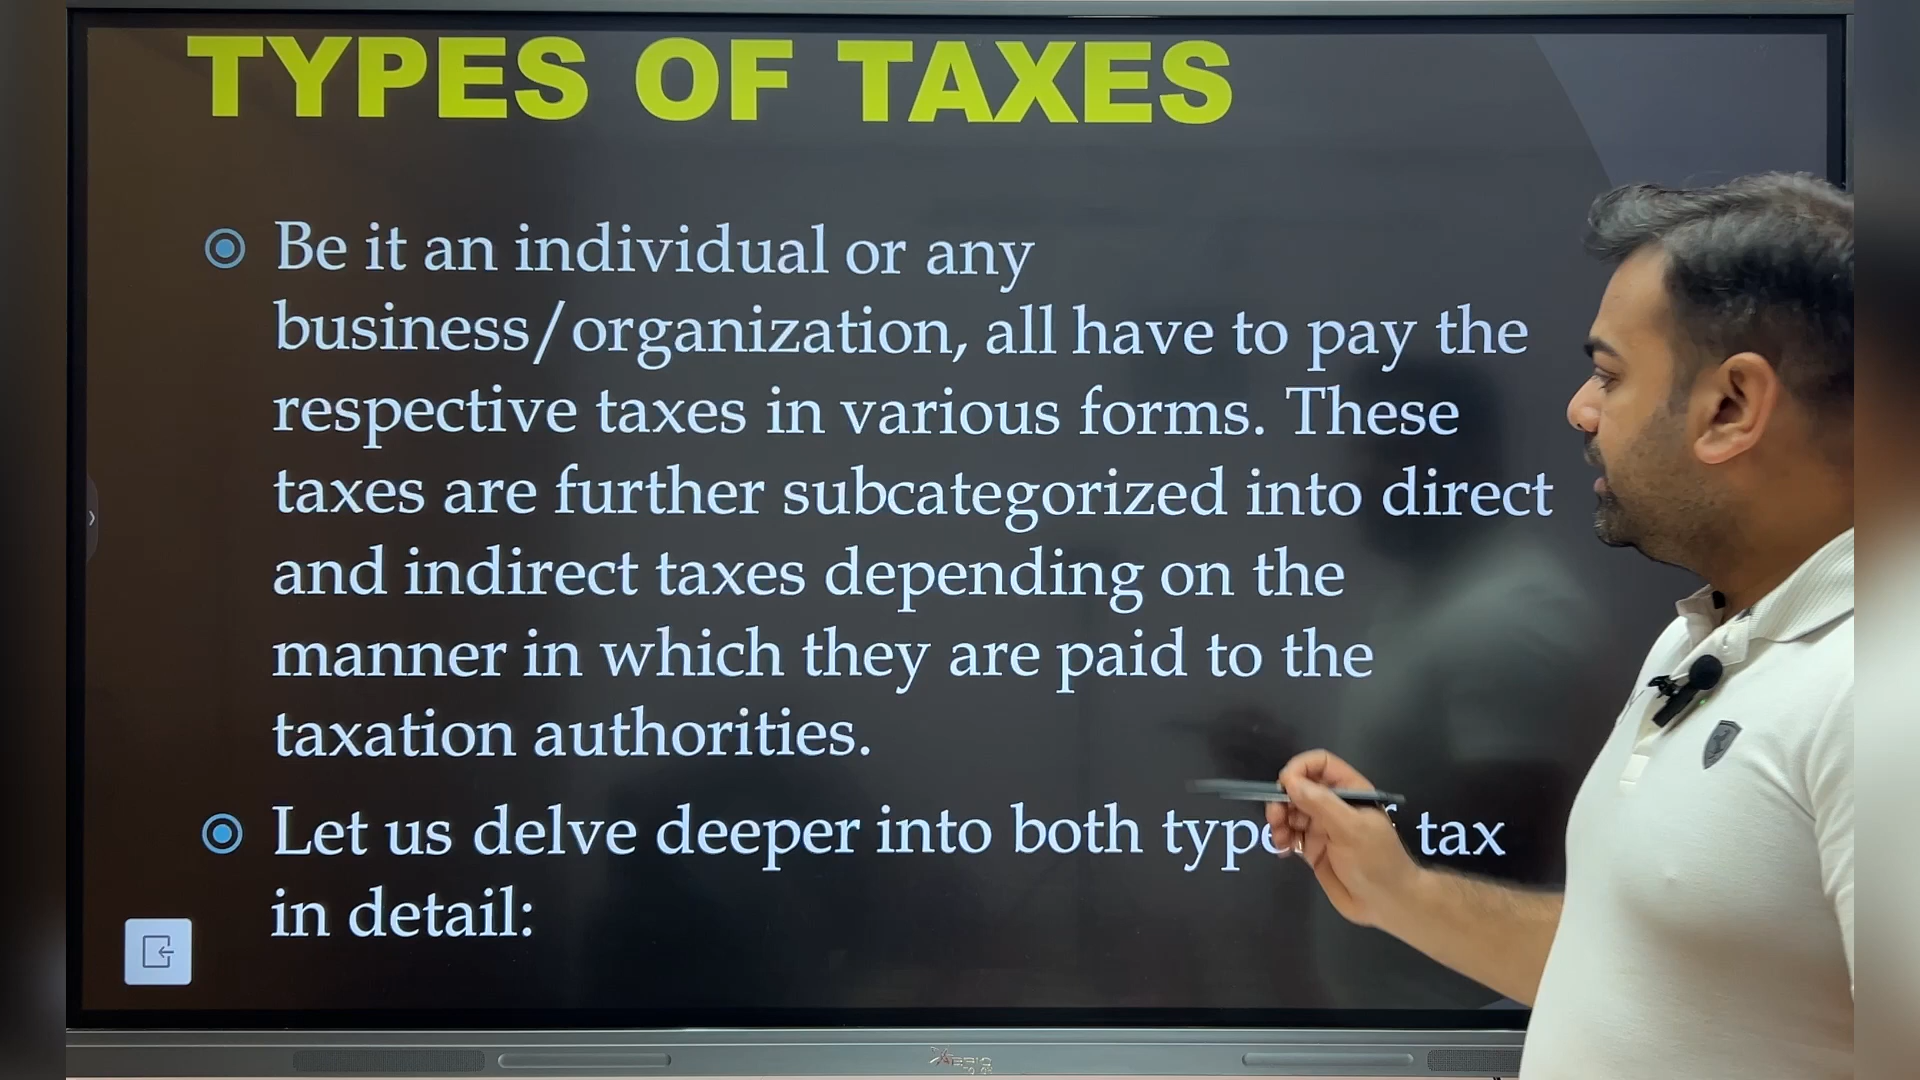 TYPES OF TAXES
Be it an individual or any
business/organization, all have to pay the
respective taxes in various forms. These
taxes are further subcategorized into direct
and indirect taxes depending on the
manner in which they are paid to the
taxation authorities.
Let us delve deeper into both type tax
in detail: